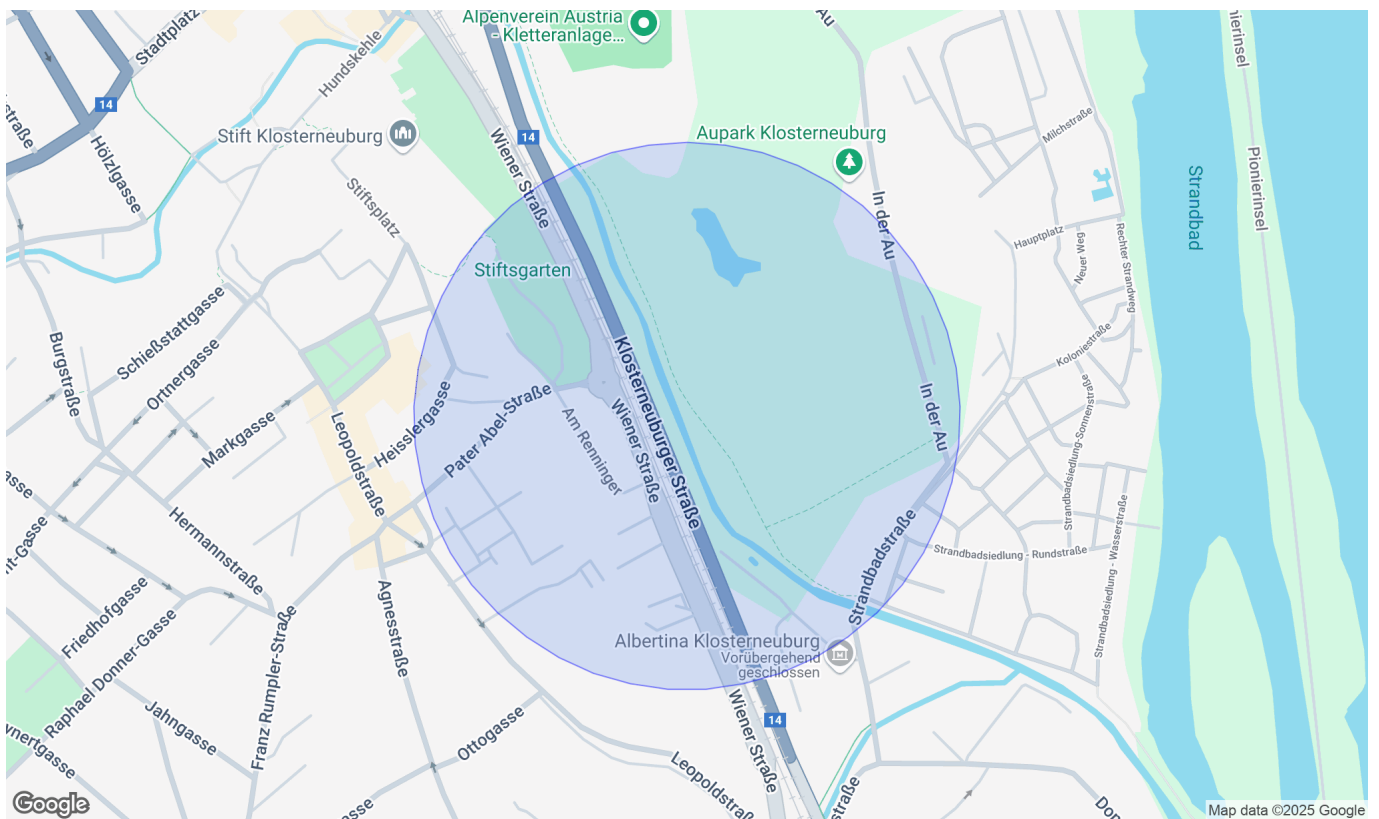 Alpenverein Austria
- Kletteranlage...
Au
Stadtplatz
Hundskehle
Pionierinsel
14
Stift Klosterneuburg
Hölzlgasse
Wiener Straße
14
Aupark Klosterneuburg
Milchstraße
Pionierinsel
Strandbad
Stiftsplatz
In der Au
Hauptplatz
Neuer Weg
Rechter Strandweg
Stiftsgarten
Schießstattgasse
Burgstraße
Ortnergasse
Klosterneuburger Straße
Koloniestraße
Markgasse
Leopoldstraße
Heisslergasse
Pater Abel-Straße
Am Renninger
Wiener Straße
In der Au
Strandbadsiedlung-Sonnenstraße
Hermannstraße
Strandbadstraße
Strandbadsiedlung - Rundstraße
Strandbadsiedlung - Wasserstraße
Friedhofgasse
Agnesstraße
Raphael Donner-Gasse
Franz Rumpler-Straße
Albertina Klosterneuburg
Vorübergehend
geschlossen
Jahngasse
Ottogasse
Wiener Straße
14
Leopoldstraße
Google
Map data ©2025 Google